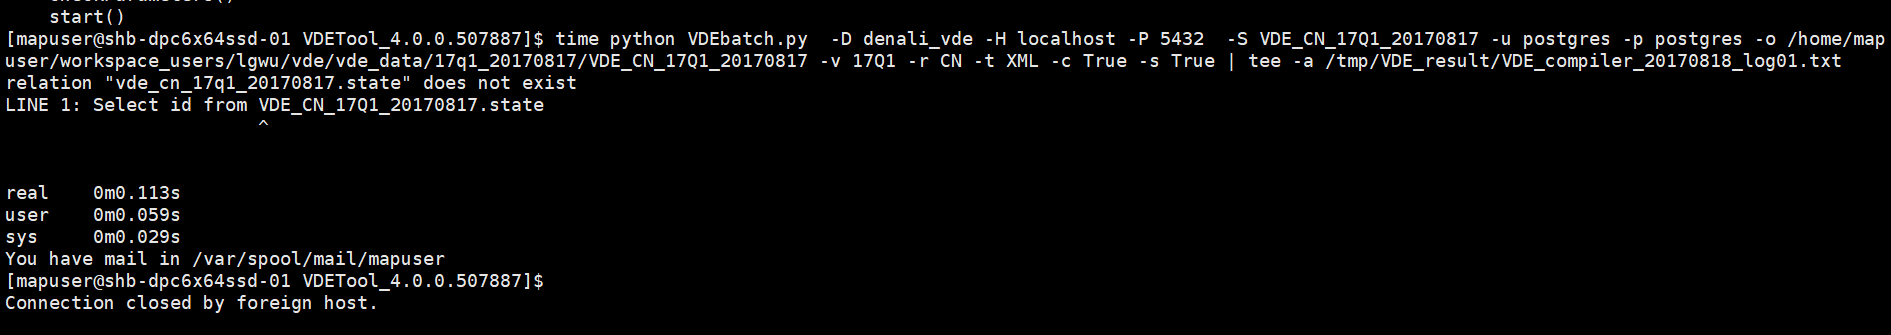 start()
[mapuser@shb-dpc6x64ssd-01 VDETool_4.0.0.507887]$ time python VDEbatch.py  -D denali_vde -H localhost -P 5432  -S VDE_CN_17Q1_20170817 -u postgres -p postgres -o /home/map
user/workspace_users/lgwu/vde/vde_data/17q1_20170817/VDE_CN_17Q1_20170817 -v 17Q1 -r CN -t XML -c True -s True | tee -a /tmp/VDE_result/VDE_compiler_20170818_log01.txt
relation "vde_cn_17q1_20170817.state" does not exist
LINE 1: Select id from VDE_CN_17Q1_20170817.state
^
real    0m0.113s
user    0m0.059s
sys     0m0.029s
You have mail in /var/spool/mail/mapuser
[mapuser@shb-dpc6x64ssd-01 VDETool_4.0.0.507887]$
Connection closed by foreign host.